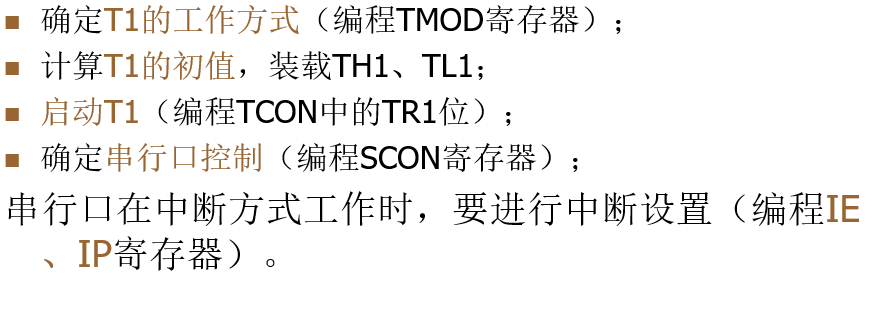 ■ 确定T1的工作方式（编程TMOD寄存器）；
■ 计算T1的初值，装载TH1、TL1；
■ 启动T1（编程TCON中的TR1位）；
■ 确定串行口控制（编程SCON寄存器）；
串行口在中断方式工作时，要进行中断设置（编程IE
、IP寄存器）。